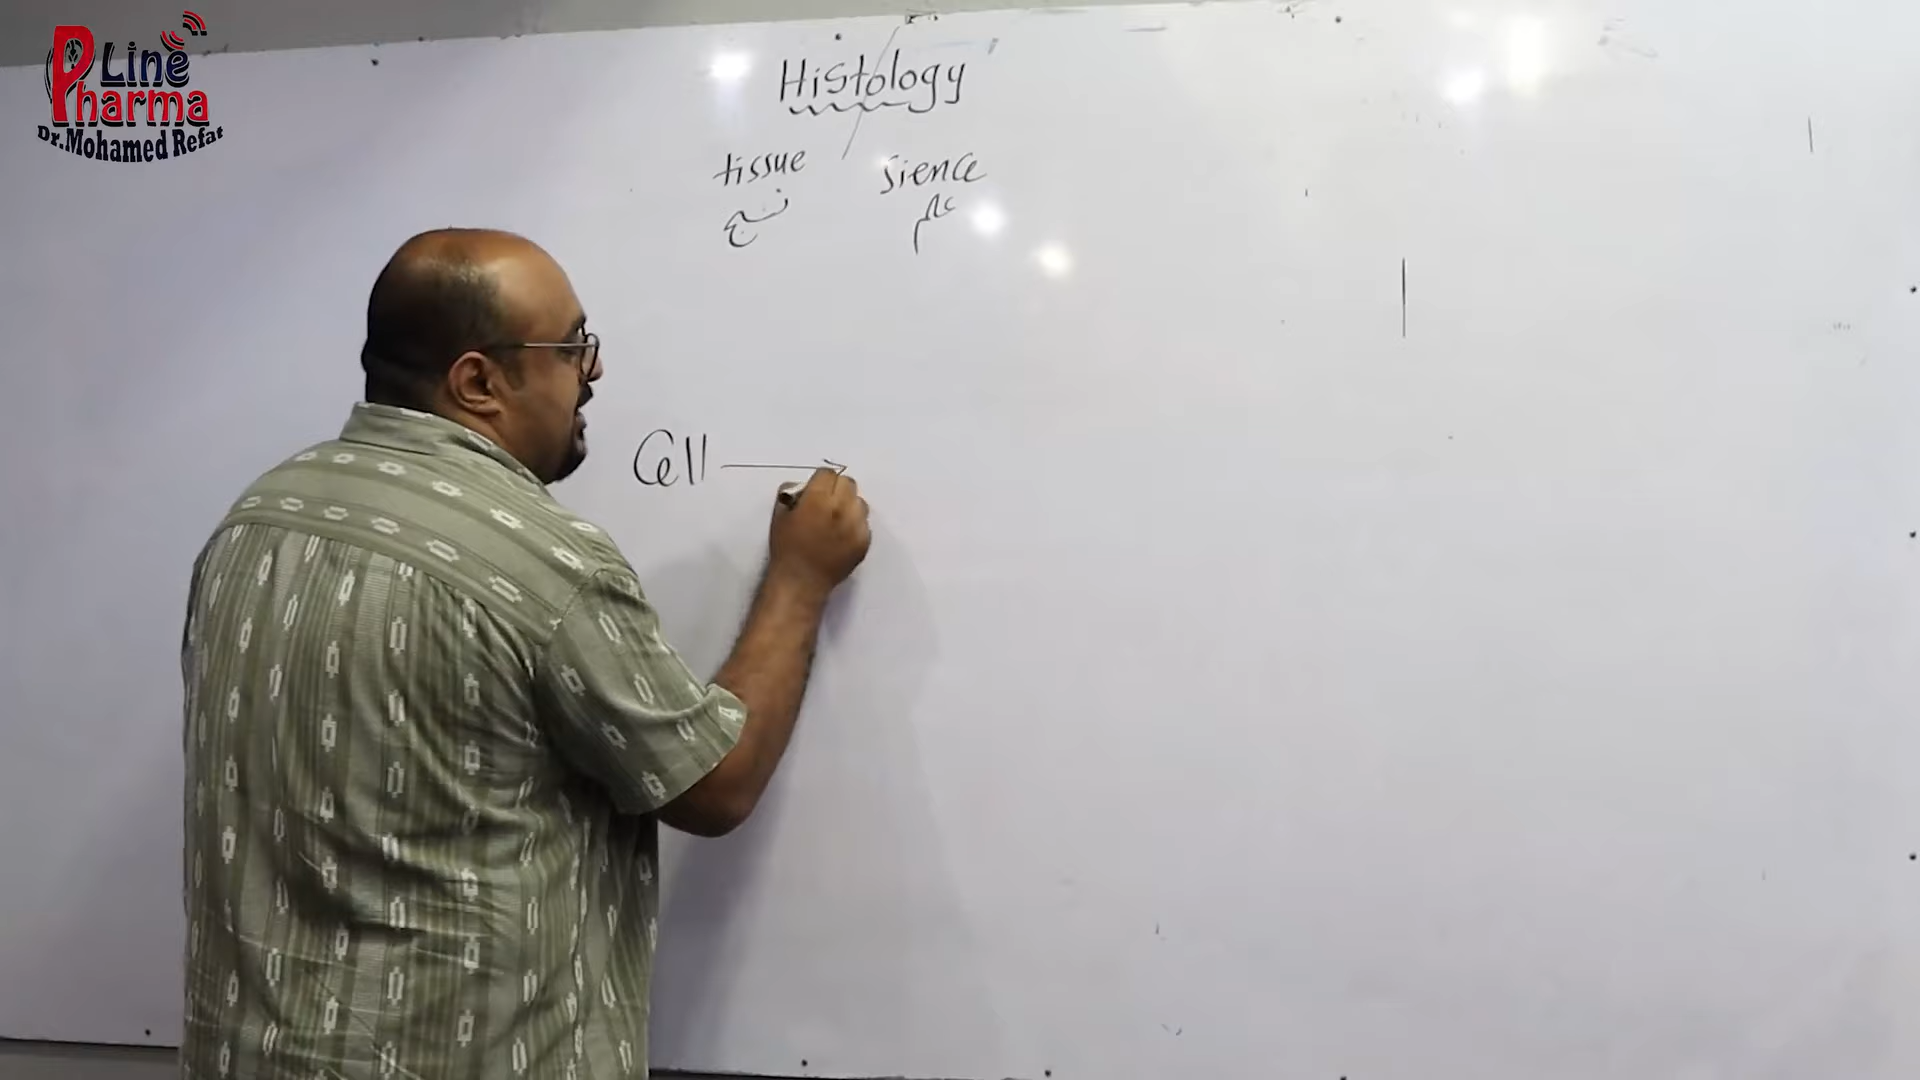 Line
Pharma
Dr.Mohamed Refat
Histology
tissue sience
نسيج علم
Cell